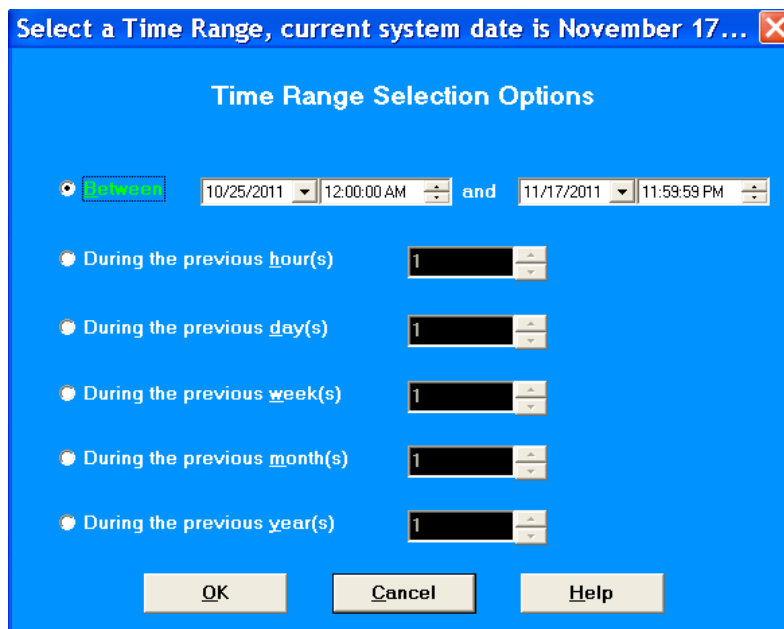 Select a Time Range, current system date is November 17...
Time Range Selection Options
Between 10/25/2011 12:00:00 AM and 11/17/2011 11:59:59 PM
During the previous hour(s) 1
During the previous day(s) 1
During the previous week(s) 1
During the previous month(s) 1
During the previous year(s) 1
OK Cancel Help